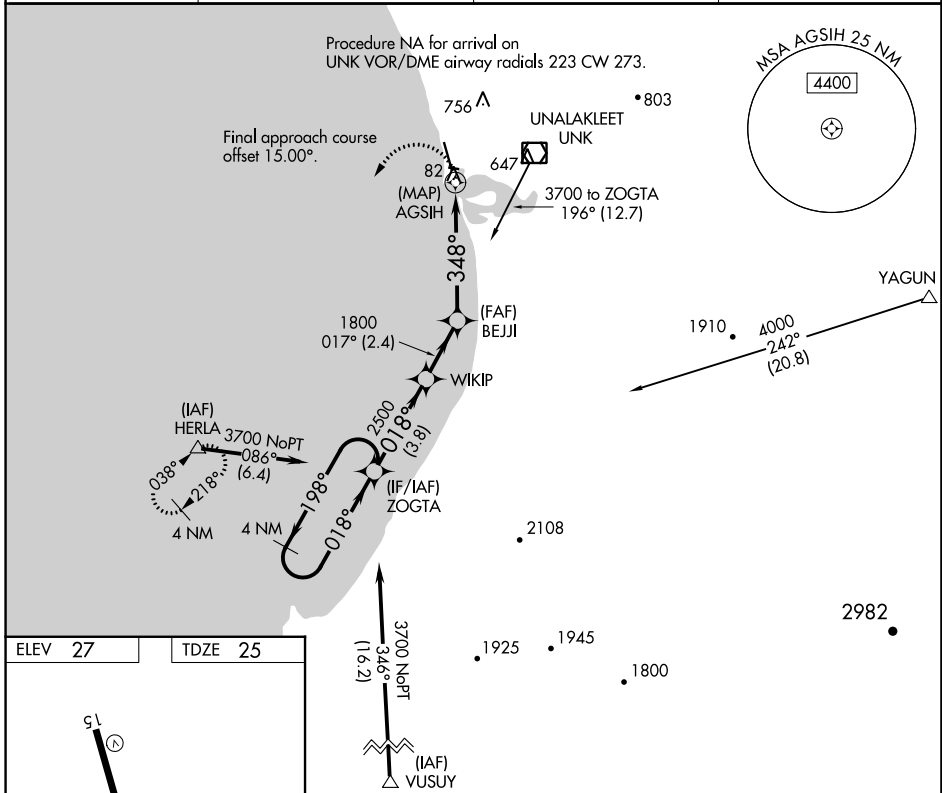 Procedure NA for arrival on
UNK VOR/DME airway radials 223 CW 273.
MSA AGSIH 25 NM
4400
756
803
UNALAKLEET
UNK
Final approach course
offset 15.00°.
82
647
(MAP)
AGSIH
3700 to ZOGTA
196° (12.7)
348°
YAGUN
(FAF)
BEJJI
1800
017° (2.4)
1910
4000
242°
(20.8)
WIKIP
2500
018°
(3.8)
(IAF)
HERLA
3700 NoPT
086°
(6.4)
038°
218°
4 NM
198°
018°
4 NM
(IF/IAF)
ZOGTA
2108
2982
3700 NoPT
346°
(16.2)
1925
1945
1800
ELEV 27
TDZE 25
15
V
(IAF)
VUSUY